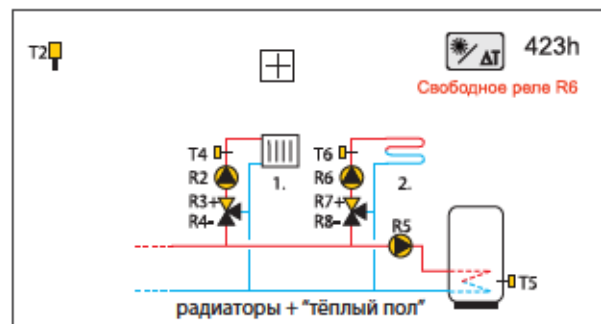 T2
ΔT 423h
Свободное реле R6
T4 T6
R2 1. R6 2.
R3+ R7+
R4- R8-
R5
T5
радиаторы + "тёплый пол"